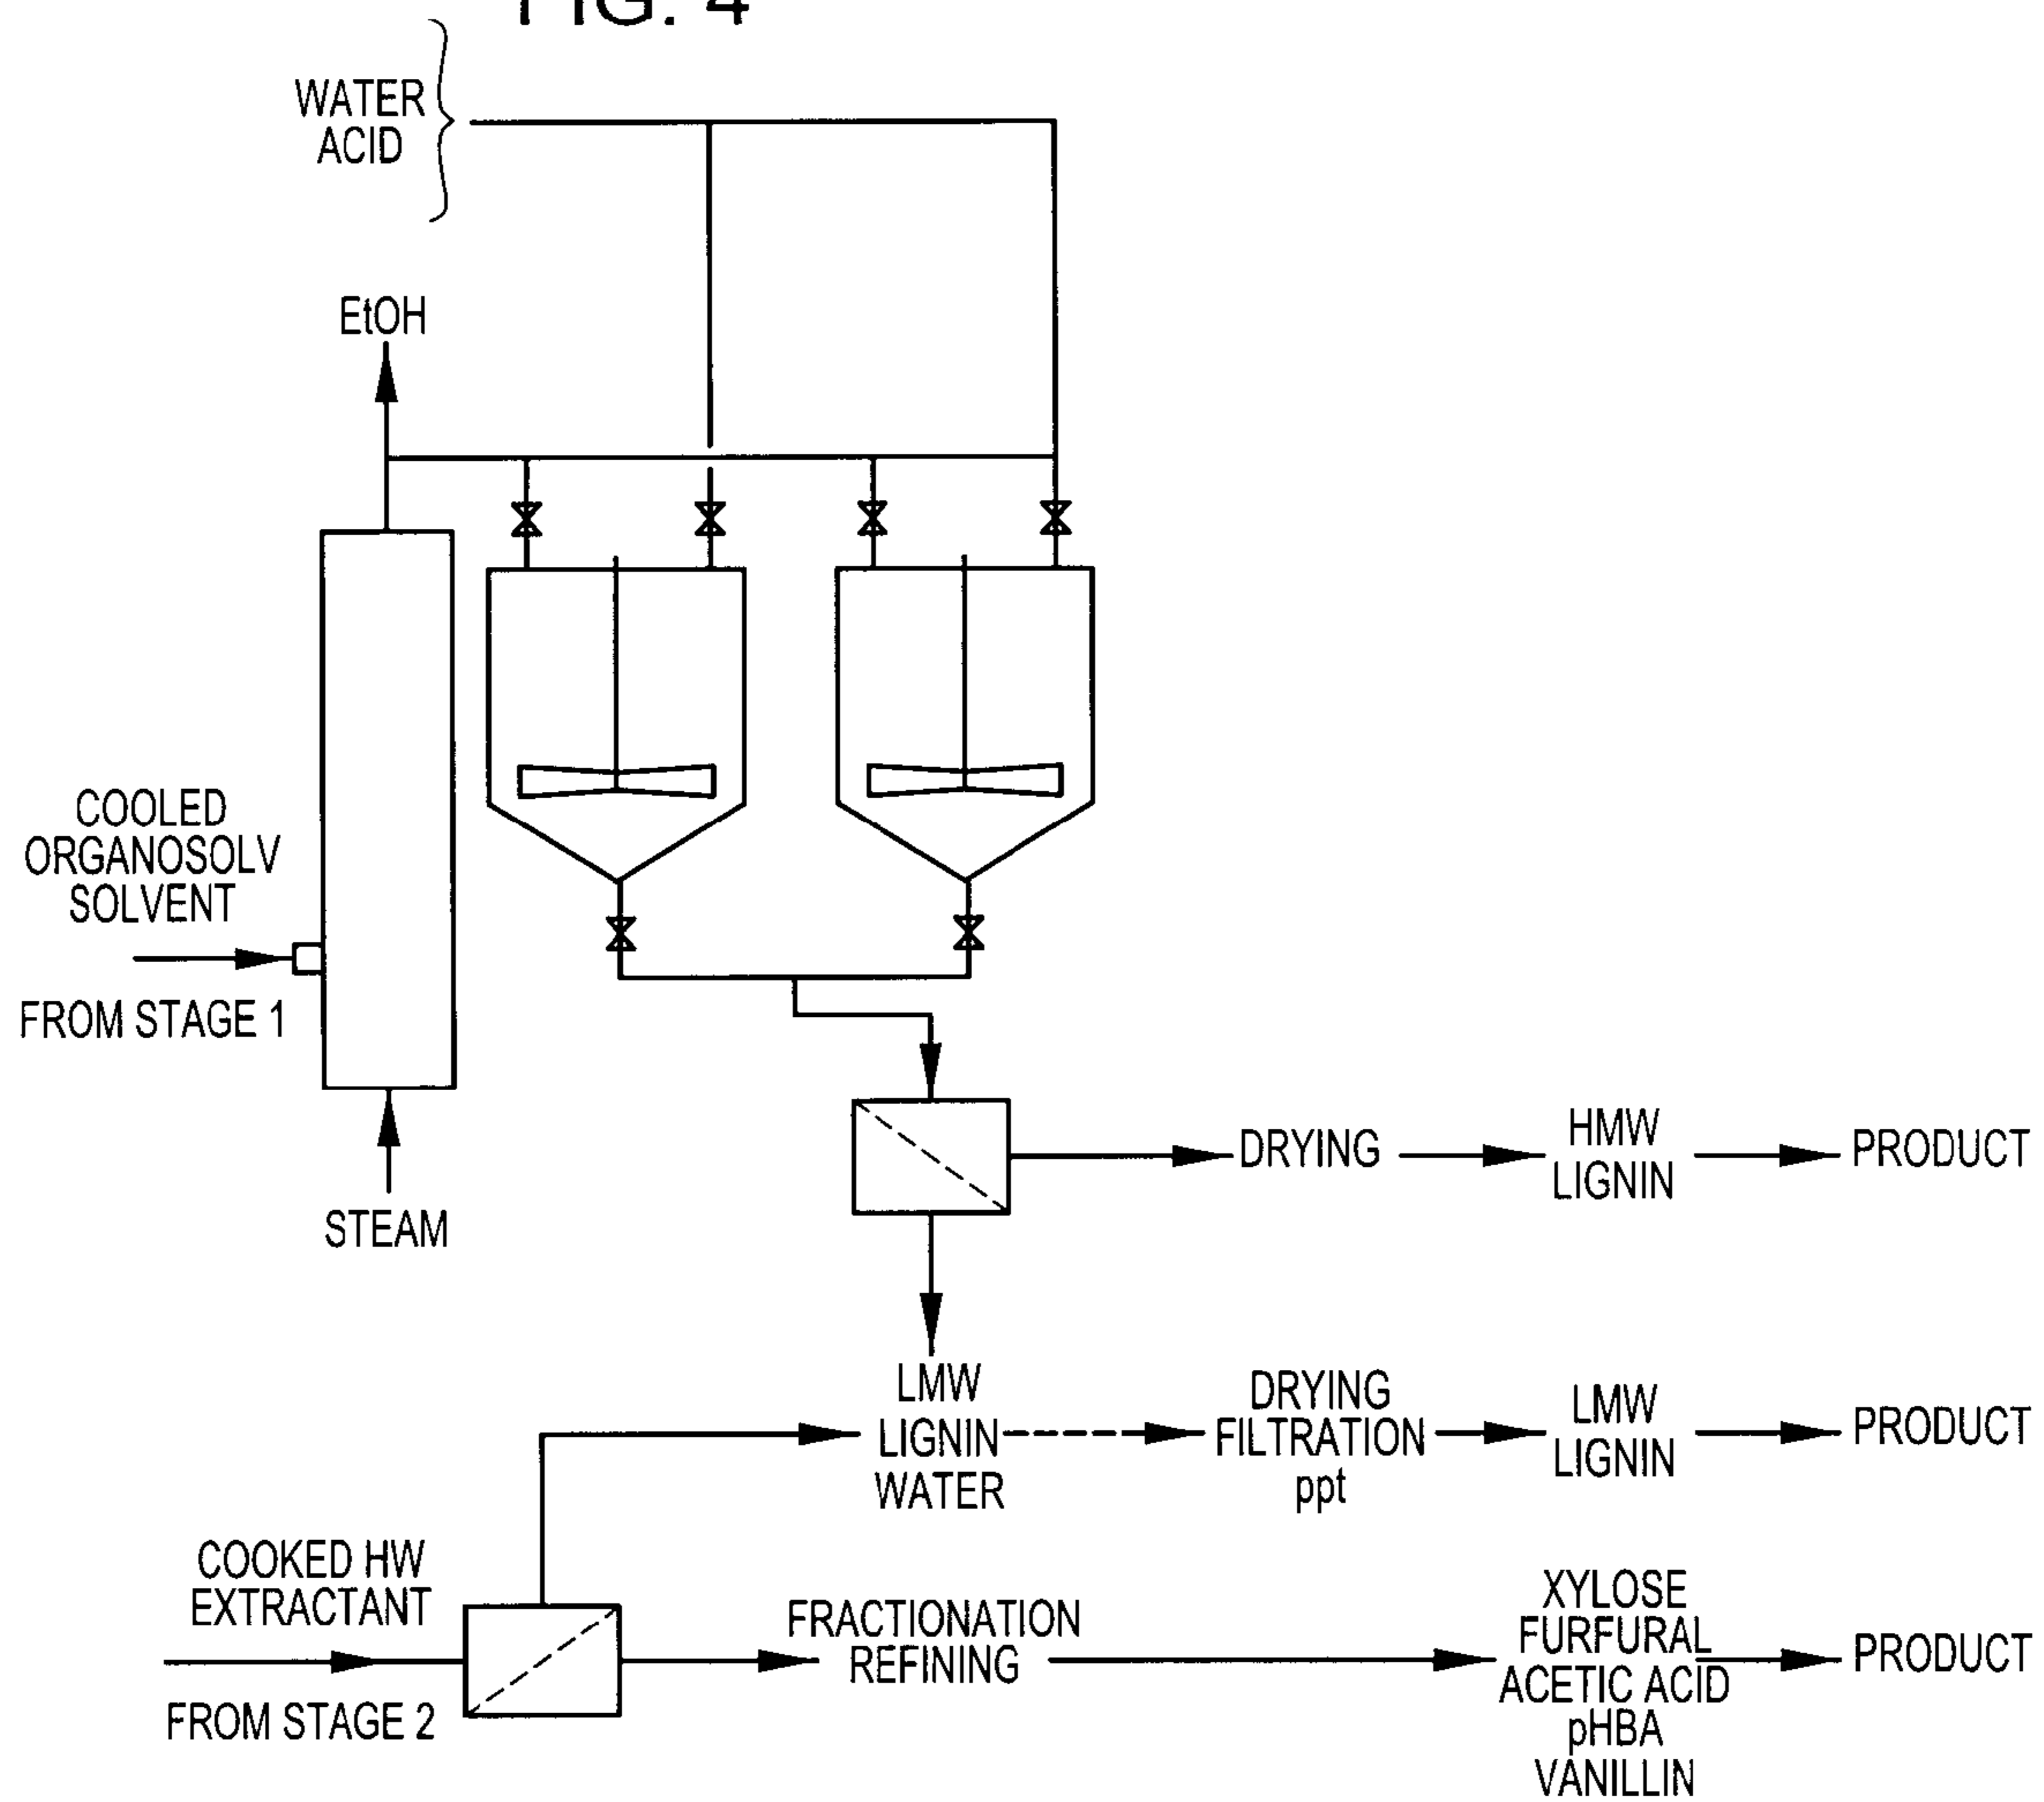 FIG. 4
WATER
ACID
EtOH
COOLED
ORGANOSOLV
SOLVENT
FROM STAGE 1
STEAM
DRYING
HMW
LIGNIN
PRODUCT
LMW
LIGNIN
WATER
DRYING
FILTRATION
ppt
LMW
LIGNIN
PRODUCT
COOKED HW
EXTRACTANT
FROM STAGE 2
FRACTIONATION
REFINING
XYLOSE
FURFURAL
ACETIC ACID
pHBA
VANILLIN
PRODUCT